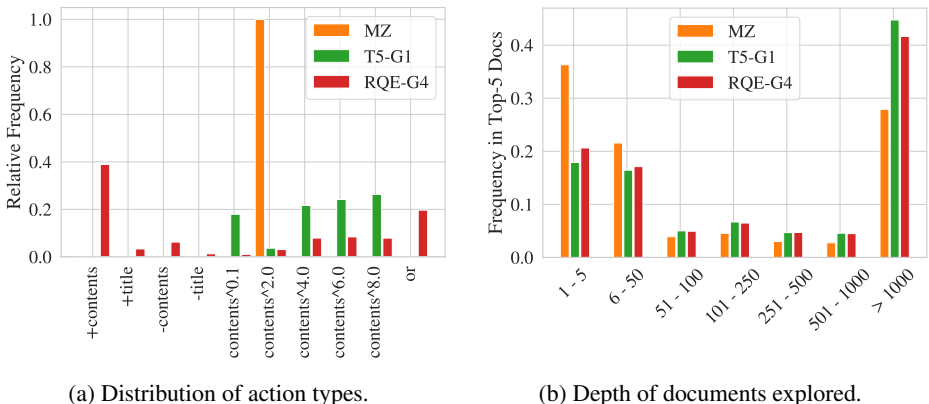 1.0
0.8
0.6
0.4
0.2
0.0
Relative Frequency
MZ
T5-G1
RQE-G4
+contents
+title
-contents
-title
contents^0.1
contents^2.0
contents^4.0
contents^6.0
contents^8.0
or
(a) Distribution of action types.
0.4
0.3
0.2
0.1
0.0
Frequency in Top-5 Docs
MZ
T5-G1
RQE-G4
1 - 5
6 - 50
51 - 100
101 - 250
251 - 500
501 - 1000
> 1000
(b) Depth of documents explored.